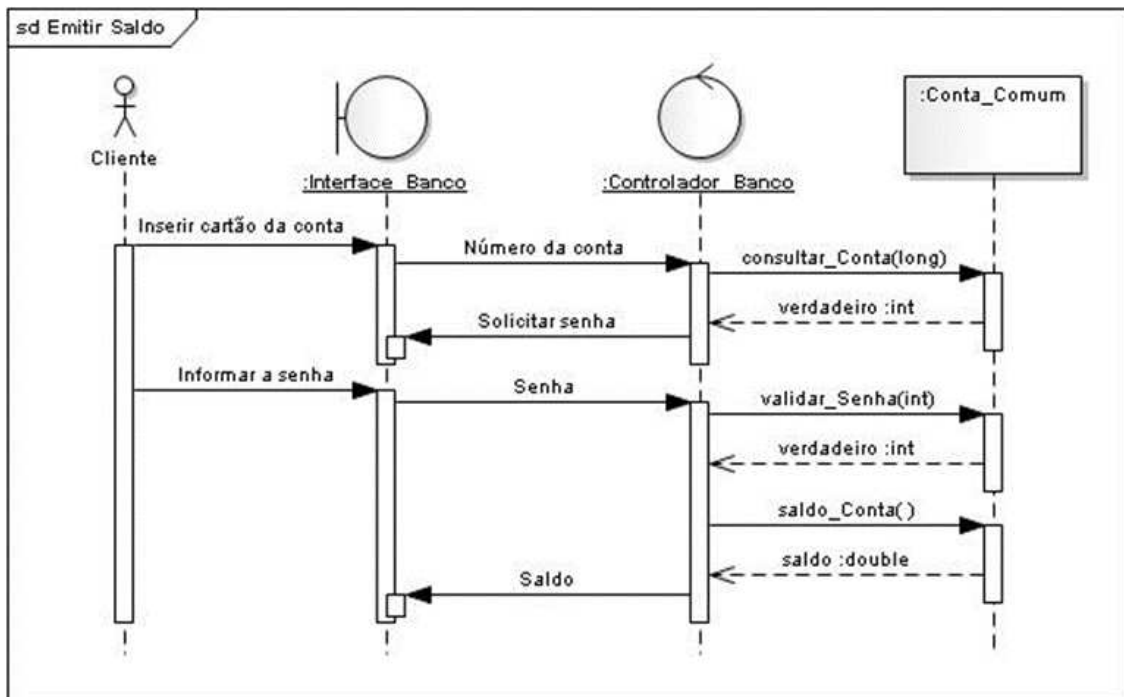 sd Emitir Saldo
Cliente
:Interface_Banco
:Controlador_Banco
:Conta_Comum
Inserir cartão da conta
Número da conta
consultar_Conta(long)
verdadeiro :int
Solicitar senha
Informar a senha
Senha
validar_Senha(int)
verdadeiro :int
saldo_Conta( )
saldo :double
Saldo